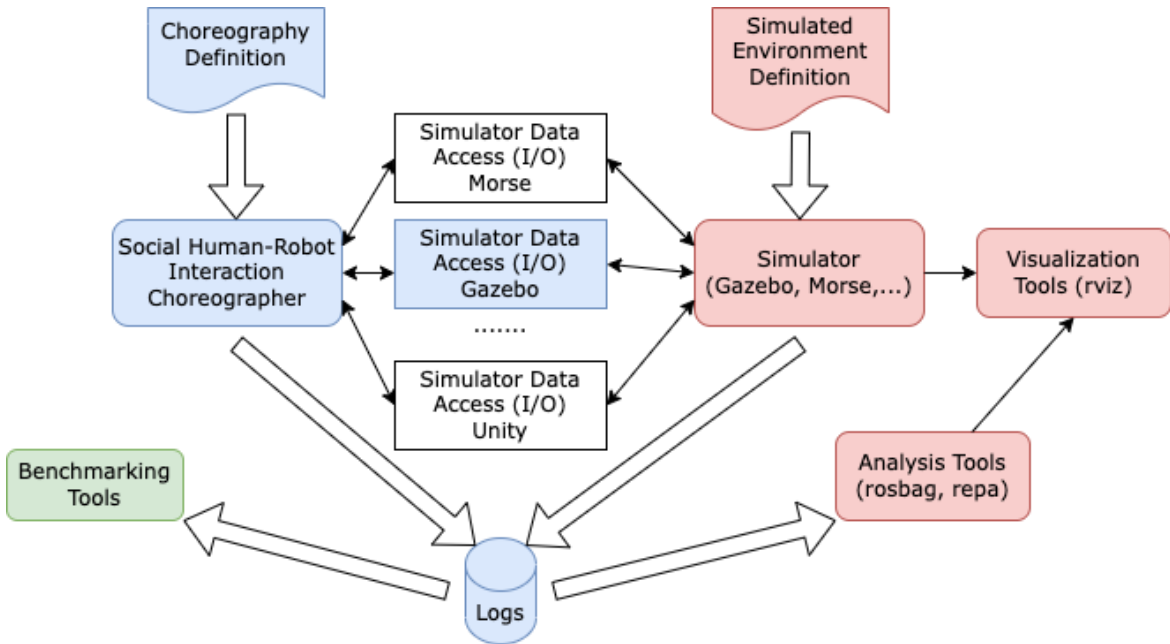 Choreography
Definition
Simulated
Environment
Definition
Simulator Data
Access (I/O)
Morse
Social Human-Robot
Interaction
Choreographer
Simulator Data
Access (I/O)
Gazebo
.......
Simulator
(Gazebo, Morse,...)
Visualization
Tools (rviz)
Simulator Data
Access (I/O)
Unity
Benchmarking
Tools
Analysis Tools
(rosbag, repa)
Logs